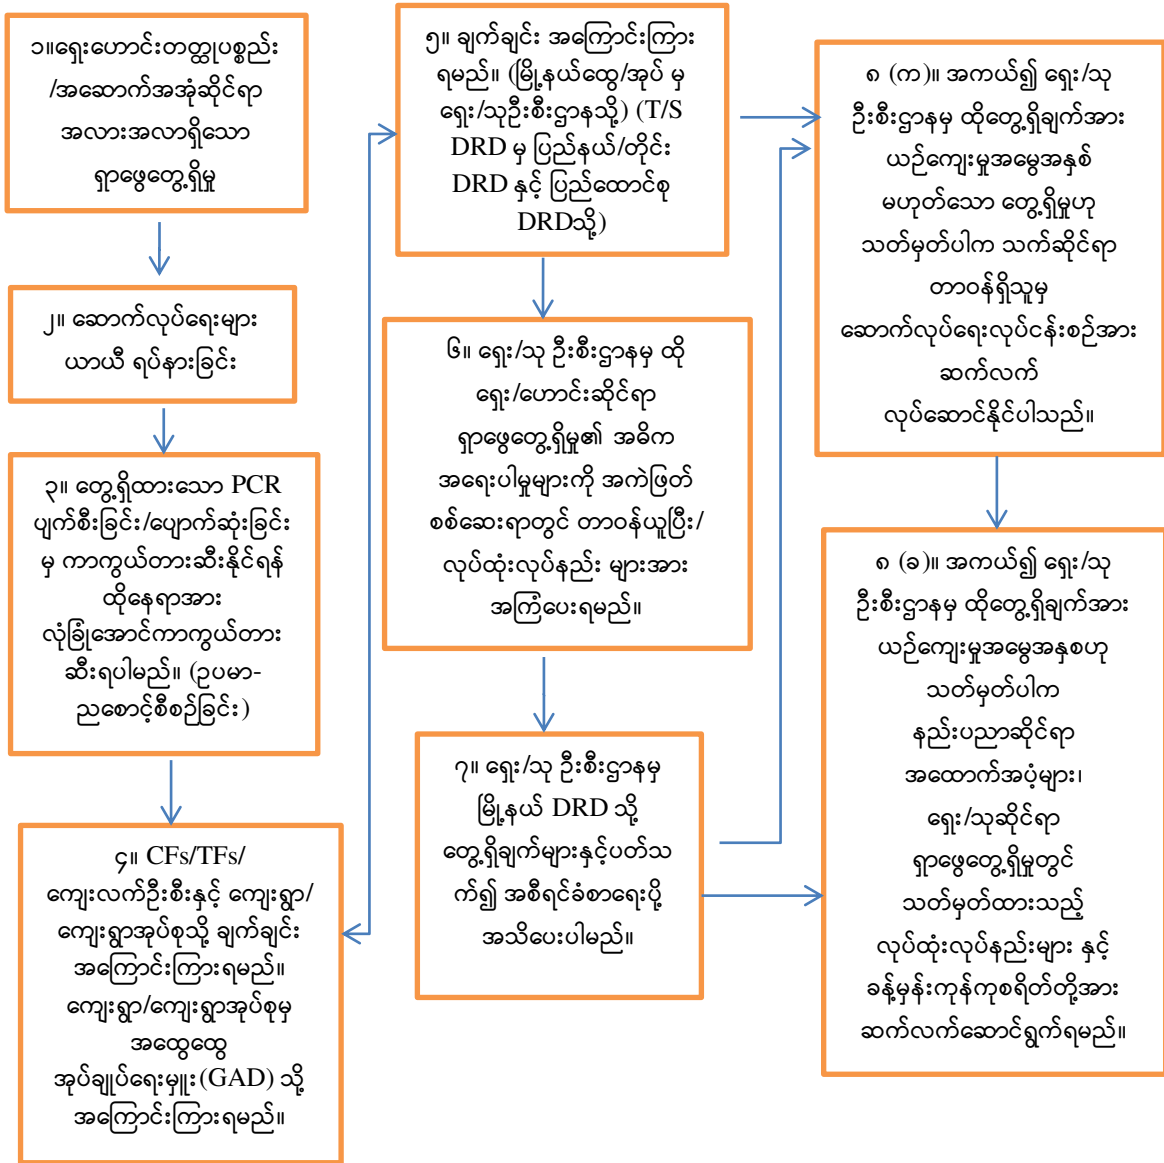 ၁။ရှေးဟောင်းတတ္ထုပစ္စည်း
/အဆောက်အအုံဆိုင်ရာ
အလားအလာရှိသော
ရှာဖွေတွေ့ရှိမှု
၂။ ဆောက်လုပ်ရေးများ
ယာယီ ရပ်နားခြင်း
၃။ တွေ့ရှိထားသော PCR
ပျက်စီးခြင်း/ပျောက်ဆုံးခြင်း
မှ ကာကွယ်တားဆီးနိုင်ရန်
ထိုနေရာအား
လုံခြုံအောင်ကာကွယ်တား
ဆီးရပါမည်။ (ဥပမာ-
ညစောင့်စီစဉ်ခြင်း)
၄။ CFs/TFs/
ကျေးလက်ဦးစီးနှင့် ကျေးရွာ/
ကျေးရွာအုပ်စုသို့ ချက်ချင်း
အကြောင်းကြားရမည်။
ကျေးရွာ/ကျေးရွာအုပ်စုမှ
အထွေထွေ
အုပ်ချုပ်ရေးမှူး(GAD) သို့
အကြောင်းကြားရမည်။
၅။ ချက်ချင်း အကြောင်းကြား
ရမည်။ (မြို့နယ်ထွေ/အုပ် မှ
ရှေး/သုဦးစီးဌာနသို့) (T/S
DRD မှ ပြည်နယ်/တိုင်း
DRD နှင့် ပြည်ထောင်စု
DRDသို့)
၆။ ရှေး/သု ဦးစီးဌာနမှ ထို
ရှေး/ဟောင်းဆိုင်ရာ
ရှာဖွေတွေ့ရှိမှု၏ အဓိက
အရေးပါမှုများကို အကဲဖြတ်
စစ်ဆေးရာတွင် တာဝန်ယူပြီး/
လုပ်ထုံးလုပ်နည်း များအား
အကြံပေးရမည်။
၇။ ရှေး/သု ဦးစီးဌာနမှ
မြို့နယ် DRD သို့
တွေ့ရှိချက်များနှင့်ပတ်သ
က်၍ အစီရင်ခံစာရေးပို့
အသိပေးပါမည်။
၈ (က)။ အကယ်၍ ရှေး/သု
ဦးစီးဌာနမှ ထိုတွေ့ရှိချက်အား
ယဉ်ကျေးမှုအမွေအနှစ်
မဟုတ်သော တွေ့ရှိမှုဟု
သတ်မှတ်ပါက သက်ဆိုင်ရာ
တာဝန်ရှိသူမှ
ဆောက်လုပ်ရေးလုပ်ငန်းစဉ်အား
ဆက်လက်
လုပ်ဆောင်နိုင်ပါသည်။
၈ (ခ)။ အကယ်၍ ရှေး/သု
ဦးစီးဌာနမှ ထိုတွေ့ရှိချက်အား
ယဉ်ကျေးမှုအမွေအနှစဟု
သတ်မှတ်ပါက
နည်းပညာဆိုင်ရာ
အထောက်အပံ့များ၊
ရှေး/သုဆိုင်ရာ
ရှာဖွေတွေ့ရှိမှုတွင်
သတ်မှတ်ထားသည့်
လုပ်ထုံးလုပ်နည်းများ နှင့်
ခန့်မှန်းကုန်ကုစရိတ်တို့အား
ဆက်လက်ဆောင်ရွက်ရမည်။